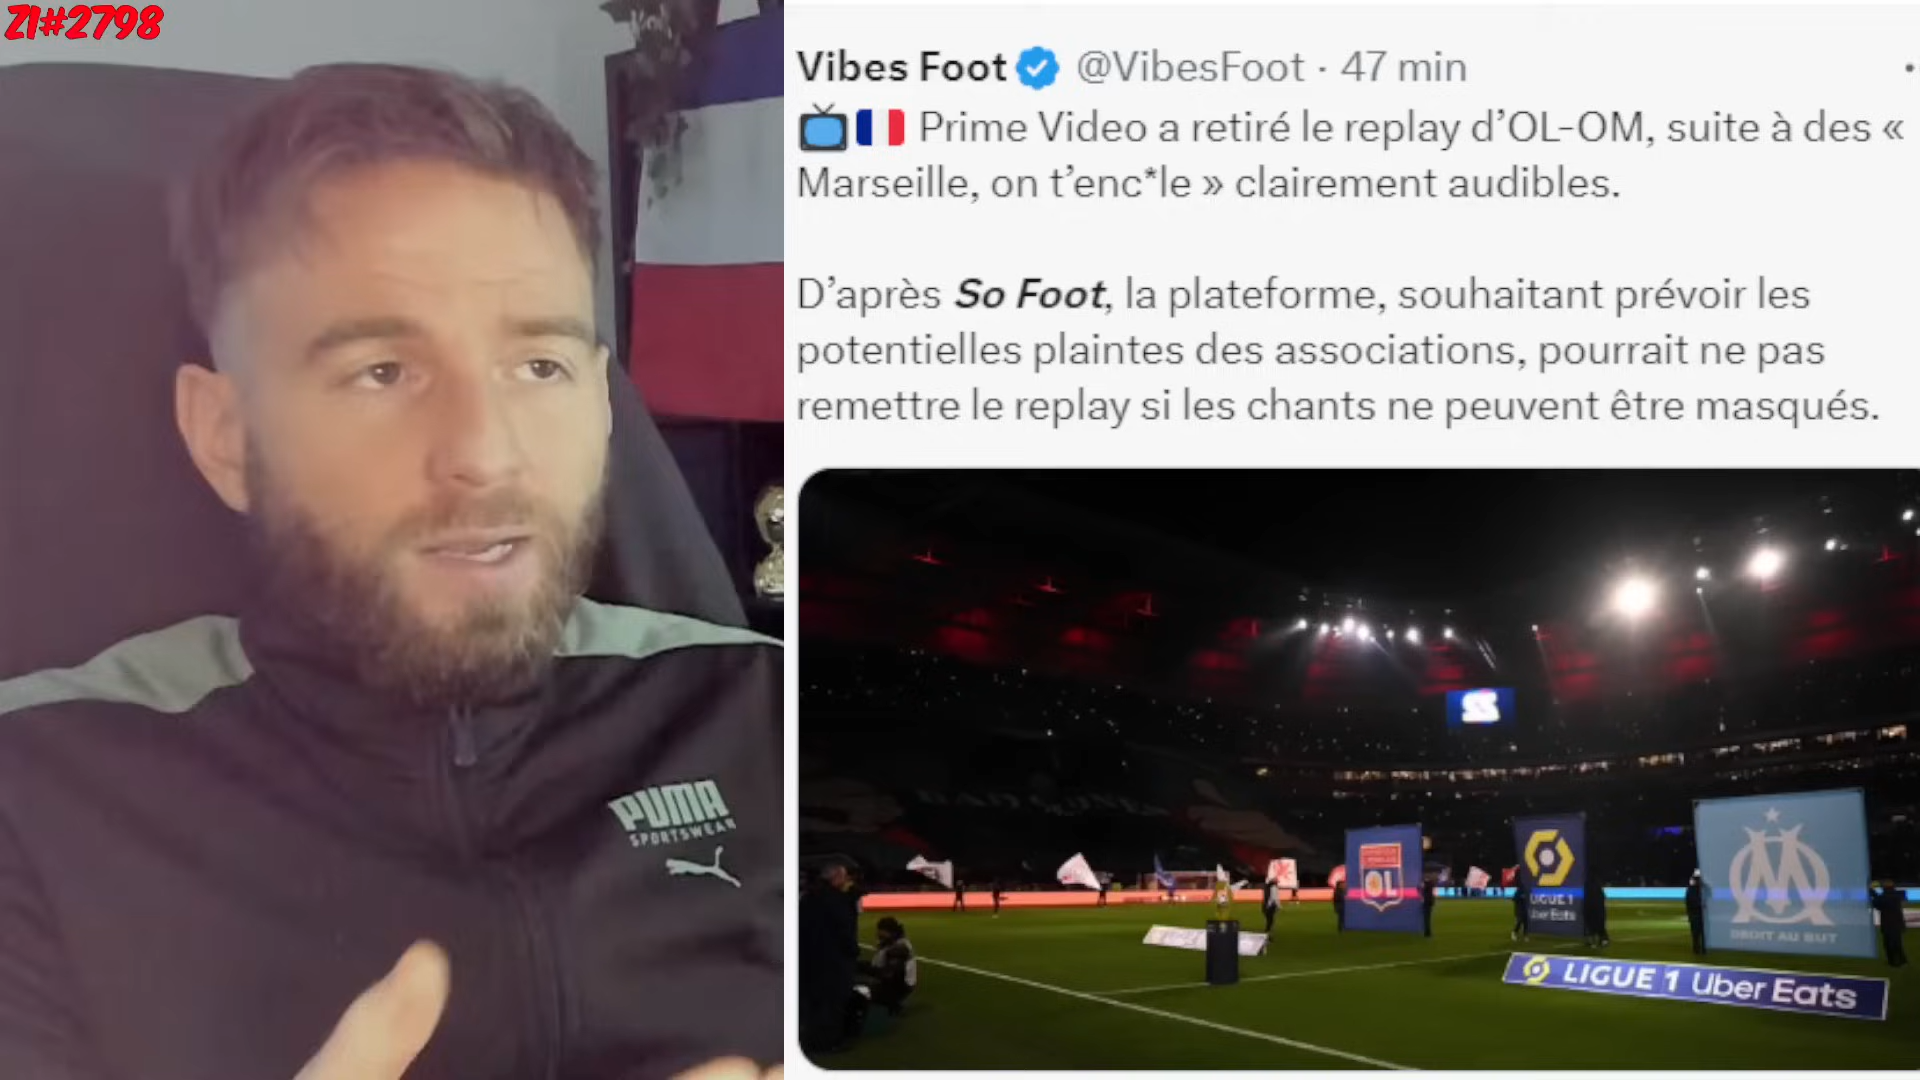 ZI#2798
Vibes Foot @VibesFoot · 47 min
Prime Video a retiré le replay d’OL-OM, suite à des «
Marseille, on t’enc*le » clairement audibles.
D’après So Foot, la plateforme, souhaitant prévoir les
potentielles plaintes des associations, pourrait ne pas
remettre le replay si les chants ne peuvent être masqués.
PUMA
SPORTSWEAR
OL
LIGUE 1
Uber Eats
DROIT AU BUT
LIGUE 1 Uber Eats